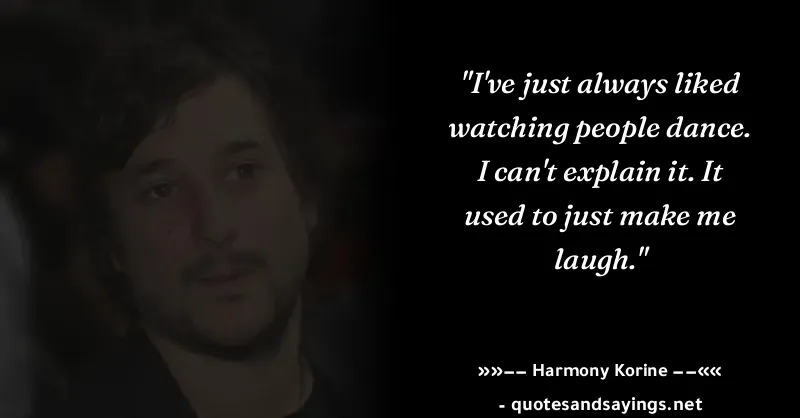 "I've just always liked
watching people dance.
I can't explain it. It
used to just make me
laugh."
»»–– Harmony Korine ––««
- quotesandsayings.net